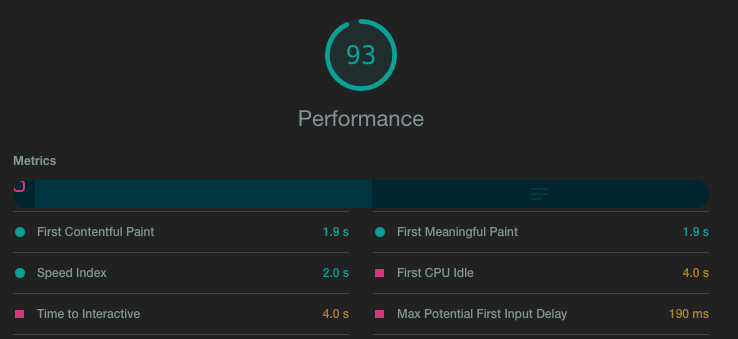 93
Performance
Metrics
First Contentful Paint 1.9 s
First Meaningful Paint 1.9 s
Speed Index 2.0 s
First CPU Idle 4.0 s
Time to Interactive 4.0 s
Max Potential First Input Delay 190 ms